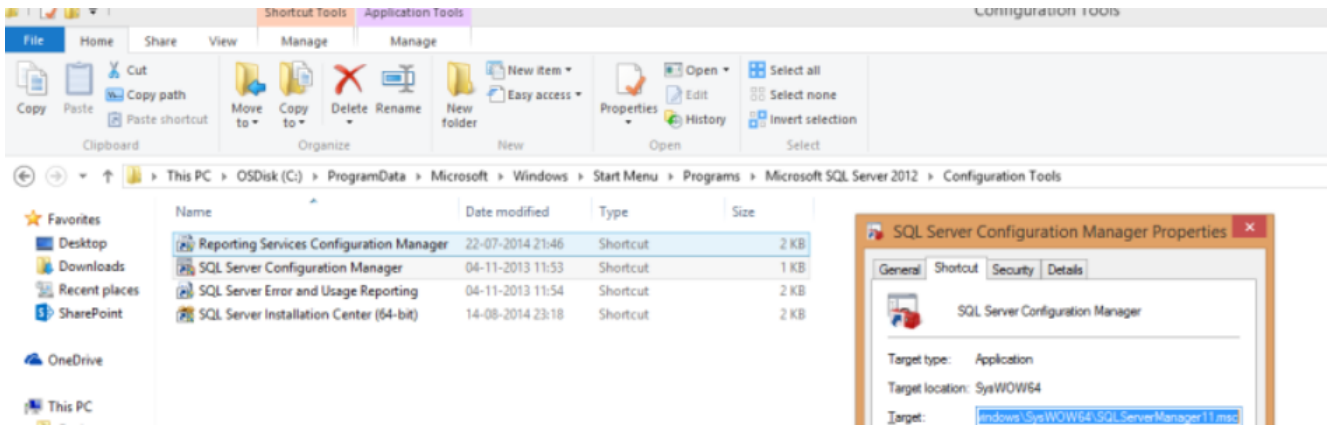 Shortcut Tools Application Tools Configuration Tools
File Home Share View Manage Manage
Cut
Copy path
Paste shortcut
Copy Paste
Clipboard
Move to Copy to Delete Rename
Organize
New folder
New item
Easy access
New
Properties
Open
Edit
History
Open
Select all
Select none
Invert selection
Select
This PC OSDisk (C:) ProgramData Microsoft Windows Start Menu Programs Microsoft SQL Server 2012 Configuration Tools
Favorites
Desktop
Downloads
Recent places
SharePoint
OneDrive
This PC
Name Date modified Type Size
Reporting Services Configuration Manager 22-07-2014 21:46 Shortcut 2 KB
SQL Server Configuration Manager 04-11-2013 11:53 Shortcut 1 KB
SQL Server Error and Usage Reporting 04-11-2013 11:54 Shortcut 2 KB
SQL Server Installation Center (64-bit) 14-08-2014 23:18 Shortcut 2 KB
SQL Server Configuration Manager Properties
General Shortcut Security Details
SQL Server Configuration Manager
Target type: Application
Target location: SysWOW64
Target: indows\SysWOW64\SQLServerManager11.msc